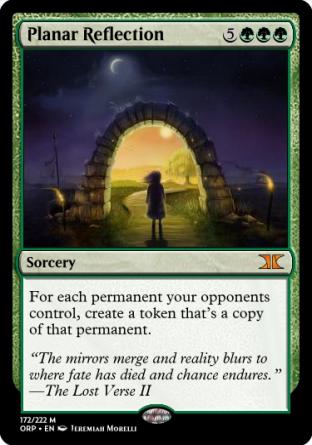 Planar Reflection 5
Sorcery
For each permanent your opponents
control, create a token that's a copy
of that permanent.
“The mirrors merge and reality blurs to
where fate has died and chance endures.”
—The Lost Verse II
172/222 M
ORP • EN Jeremiah Morelli